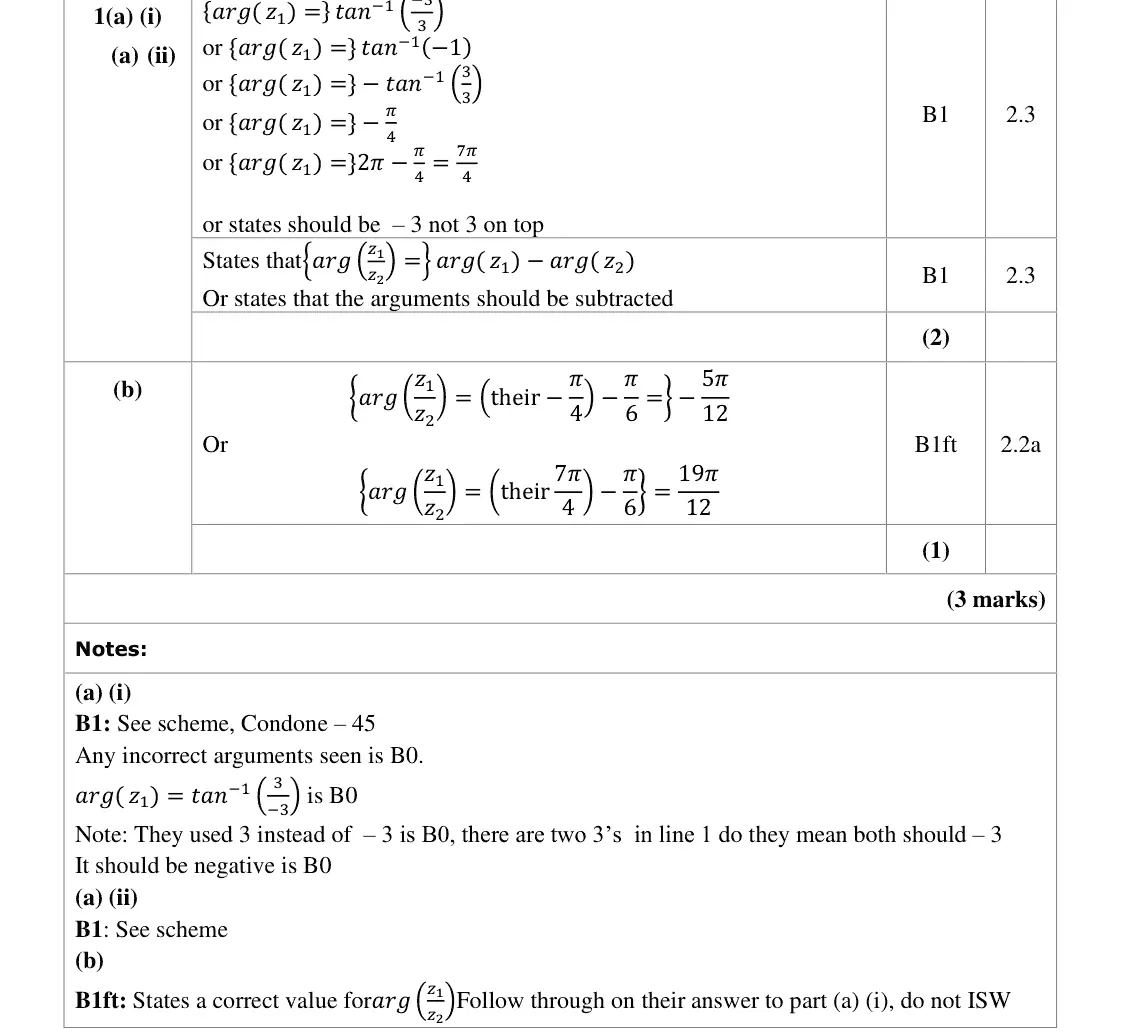 1(a) (i)
(a) (ii)
{arg( z₁) =} tan⁻¹ (−3/3)
or {arg( z₁) =} tan⁻¹(−1)
or {arg( z₁) =} − tan⁻¹ (3/3)
or {arg( z₁) =} − π/4
or {arg( z₁) =}2π − π/4 = 7π/4
or states should be – 3 not 3 on top
B1
2.3
States that{arg (z₁/z₂) =} arg( z₁) − arg( z₂)
Or states that the arguments should be subtracted
B1
2.3
(2)
(b)
{arg (z₁/z₂) = (their − π/4) − π/6 =} − 5π/12
Or
{arg (z₁/z₂) = (their 7π/4) − π/6} = 19π/12
B1ft
2.2a
(1)
(3 marks)
Notes:
(a) (i)
B1: See scheme, Condone – 45
Any incorrect arguments seen is B0.
arg( z₁) = tan⁻¹ (3/−3) is B0
Note: They used 3 instead of – 3 is B0, there are two 3’s in line 1 do they mean both should – 3
It should be negative is B0
(a) (ii)
B1: See scheme
(b)
B1ft: States a correct value forarg (z₁/z₂)Follow through on their answer to part (a) (i), do not ISW